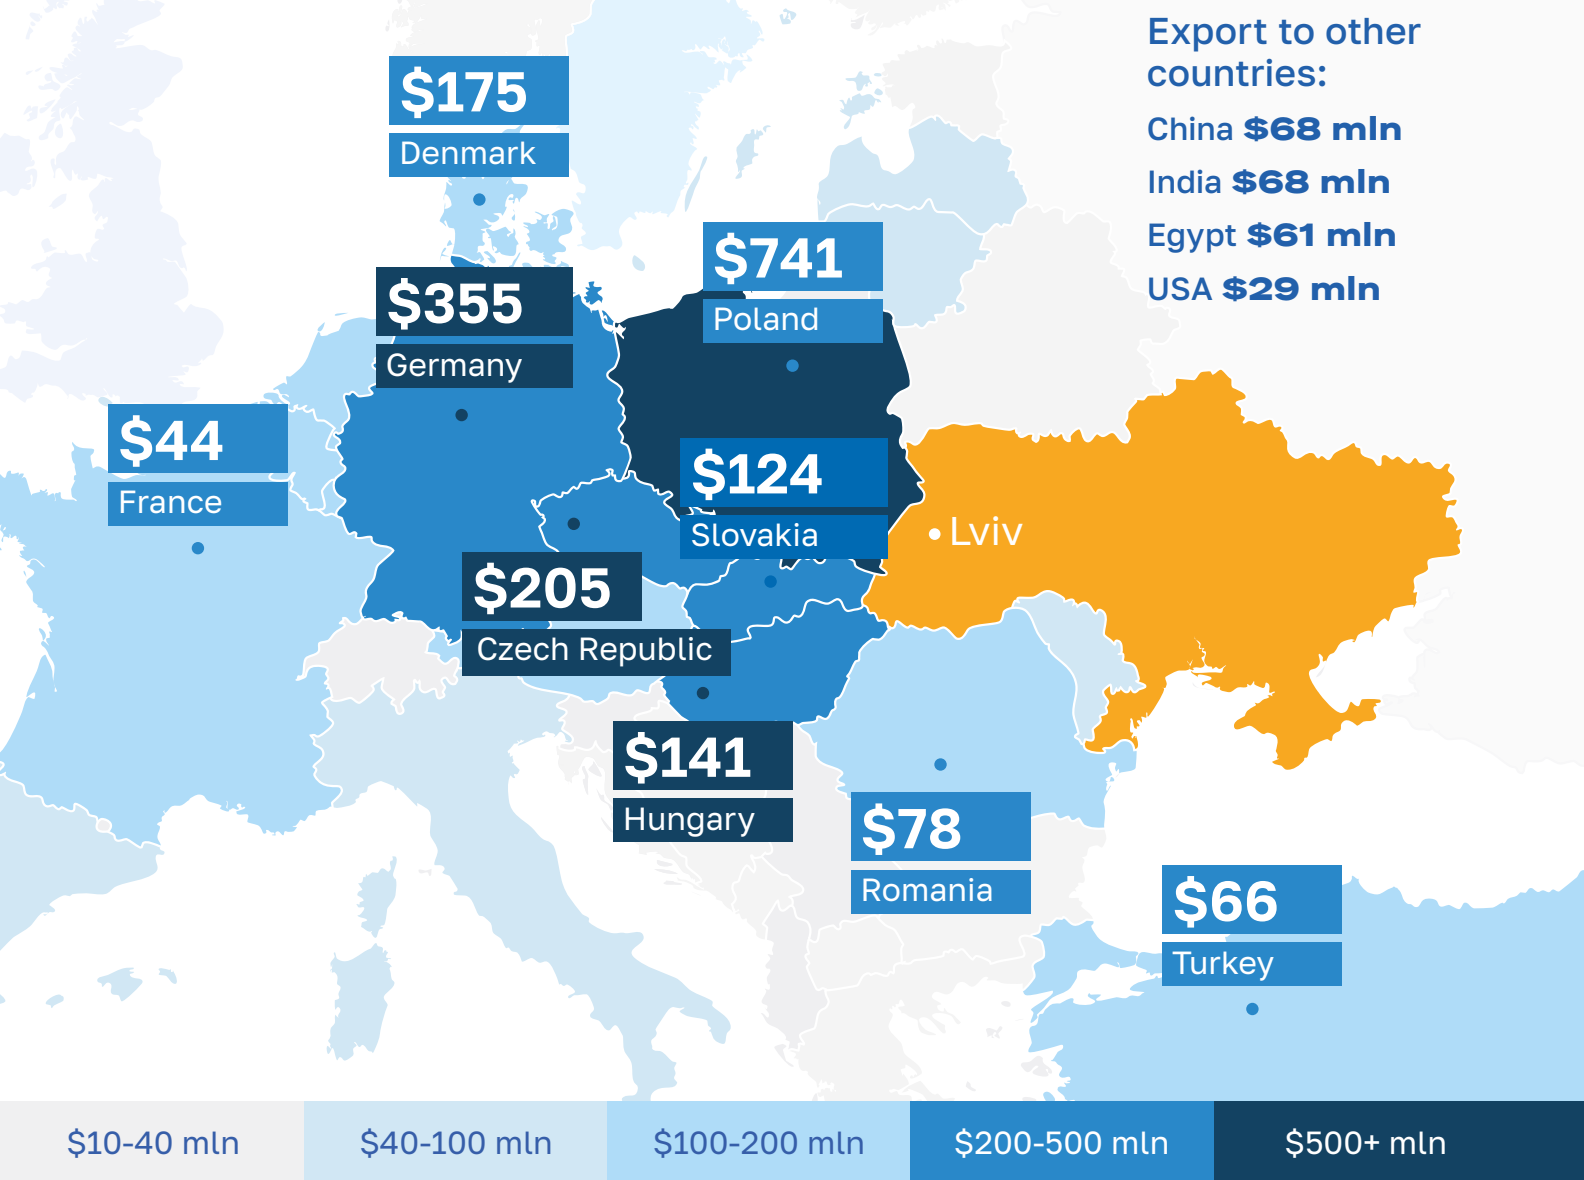 Export to other
countries:
China $68 mln
India $68 mln
Egypt $61 mln
USA $29 mln
$175
Denmark
$741
Poland
$355
Germany
$44
France
$124
Slovakia
Lviv
$205
Czech Republic
$141
Hungary
$78
Romania
$66
Turkey
$10-40 mln
$40-100 mln
$100-200 mln
$200-500 mln
$500+ mln